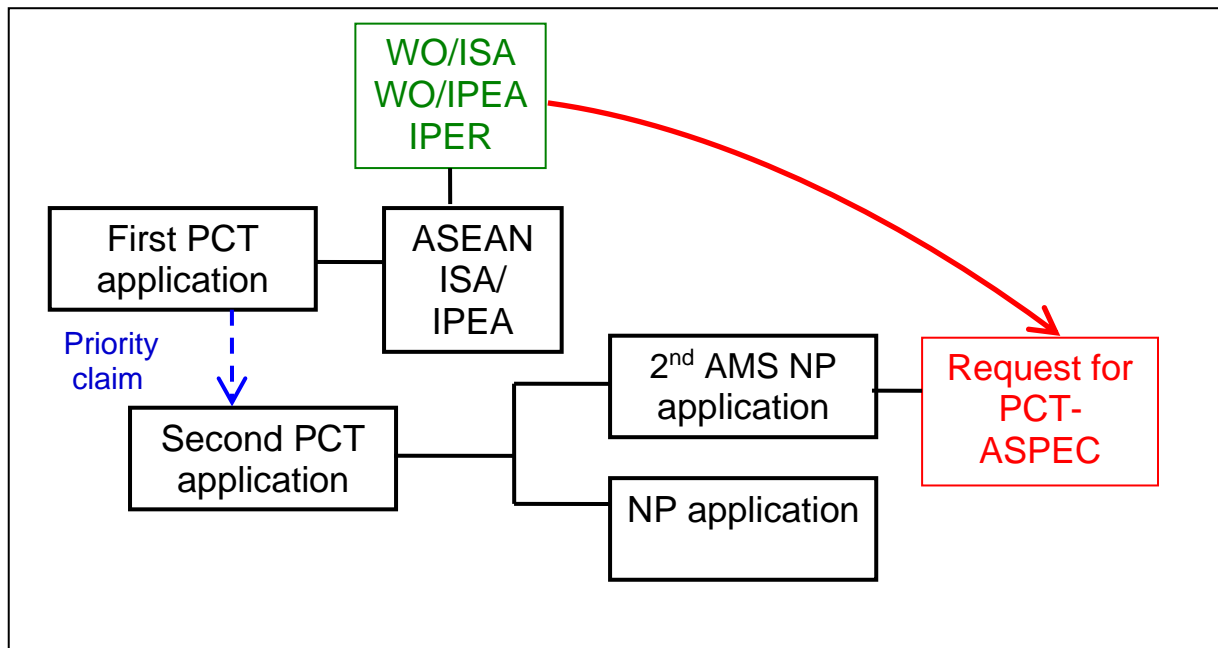 WO/ISA
WO/IPEA
IPER
First PCT
application
ASEAN
ISA/
IPEA
Priority
claim
Second PCT
application
2nd AMS NP
application
NP application
Request for
PCT-
ASPEC